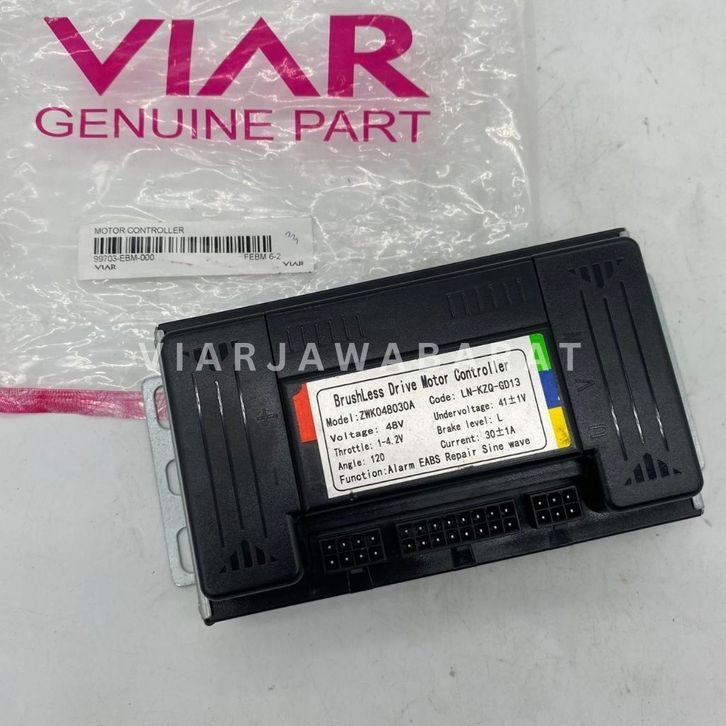 VIAR
GENUINE PART
MOTOR CONTROLLER
99703-EBM-000 FEBM 6-2
VIAR VIAR
VIARJAWABARAT
BrushLess Drive Motor Controller
Model:ZWK048030A Code: LN-KZQ-GD13
Voltage: 48V Undervoltage: 41±1V
Throttle: 1-4.2V Brake level: L
Angle: 120 Current: 30±1A
Function:Alarm EABS Repair Sine wave